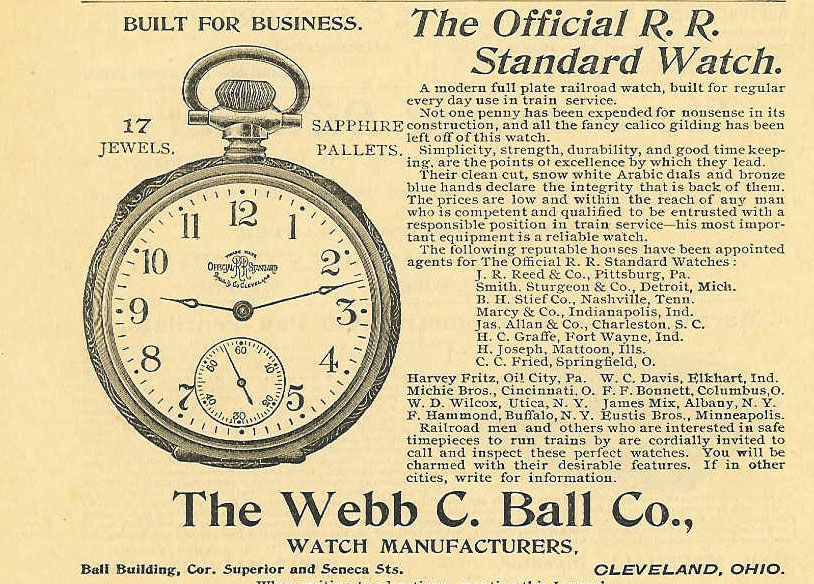 BUILT FOR BUSINESS.
The Official R. R.
Standard Watch.
17
JEWELS.
SAPPHIRE
PALLETS.
A modern full plate railroad watch, built for regular
every day use in train service.
Not one penny has been expended for nonsense in its
construction, and all the fancy calico gilding has been
left off of this watch.
Simplicity, strength, durability, and good time keep-
ing, are the points of excellence by which they lead.
Their clean cut, snow white Arabic dials and bronze
blue hands declare the integrity that is back of them.
The prices are low and within the reach of any man
who is competent and qualified to be entrusted with a
responsible position in train service—his most impor-
tant equipment is a reliable watch.
The following reputable houses have been appointed
agents for The Official R. R. Standard Watches:
J. R. Reed & Co., Pittsburg, Pa.
Smith. Sturgeon & Co., Detroit, Mich.
B. H. Stief Co., Nashville, Tenn.
Marcy & Co., Indianapolis, Ind.
Jas. Allan & Co., Charleston, S. C.
H. C. Graffe, Fort Wayne, Ind.
H. Joseph, Mattoon, Ills.
C. C. Fried, Springfield, O.
Harvey Fritz, Oil City, Pa. W. C. Davis, Elkhart, Ind.
Michie Bros., Cincinnati, O. F. F. Bonnett, Columbus, O.
W. D. Wilcox, Utica, N. Y. James Mix, Albany, N. Y.
F. Hammond, Buffalo, N. Y. Eustis Bros., Minneapolis.
Railroad men and others who are interested in safe
timepieces to run trains by are cordially invited to
call and inspect these perfect watches. You will be
charmed with their desirable features. If in other
cities, write for information.
11 12 1
10 2
9 3
8 4
7 5
TRADE MARK
OFFICIAL RR STANDARD
Ball & Co Cleveland
60
50 10
40 20
30
The Webb C. Ball Co.,
WATCH MANUFACTURERS,
Ball Building, Cor. Superior and Seneca Sts.
CLEVELAND, OHIO.